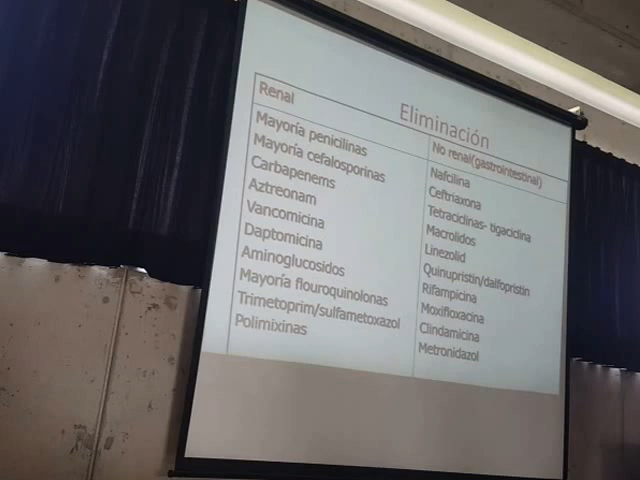 Eliminación
Renal
Mayoría penicilinas
Mayoría cefalosporinas
Carbapenems
Aztreonam
Vancomicina
Daptomicina
Aminoglucosidos
Mayoría flouroquinolonas
Trimetoprim/sulfametoxazol
Polimixinas
No renal(gastrointestinal)
Nafcilina
Ceftriaxona
Tetraciclinas- tigaciclina
Macrolidos
Linezolid
Quinupristin/dalfopristin
Rifampicina
Moxifloxacina
Clindamicina
Metronidazol